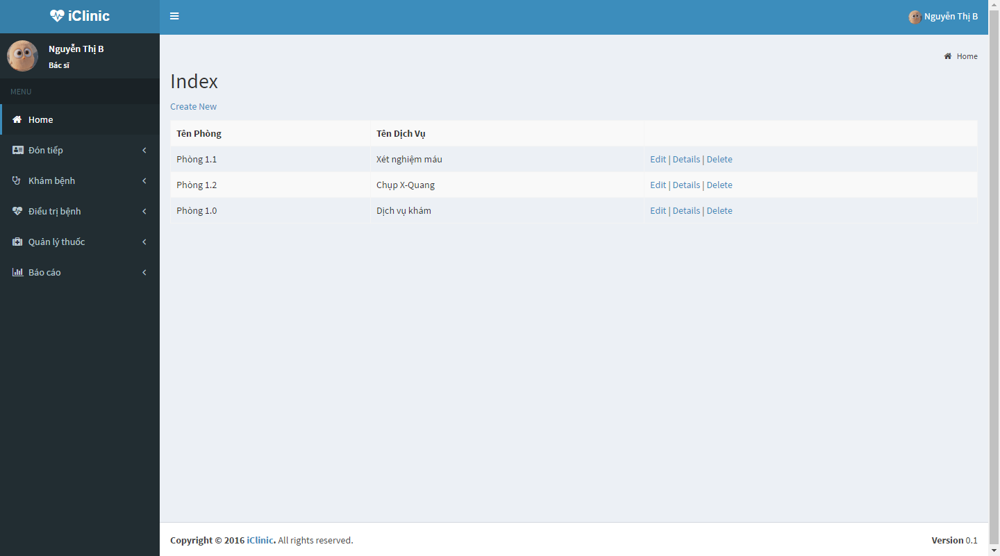 iClinic
Nguyễn Thị B
Nguyễn Thị B
Bác sĩ
MENU
Home
Đón tiếp
Khám bệnh
Điều trị bệnh
Quản lý thuốc
Báo cáo
Home
Index
Create New
Tên Phòng Tên Dịch Vụ
Phòng 1.1 Xét nghiệm máu Edit | Details | Delete
Phòng 1.2 Chụp X-Quang Edit | Details | Delete
Phòng 1.0 Dịch vụ khám Edit | Details | Delete
Copyright © 2016 iClinic. All rights reserved. Version 0.1